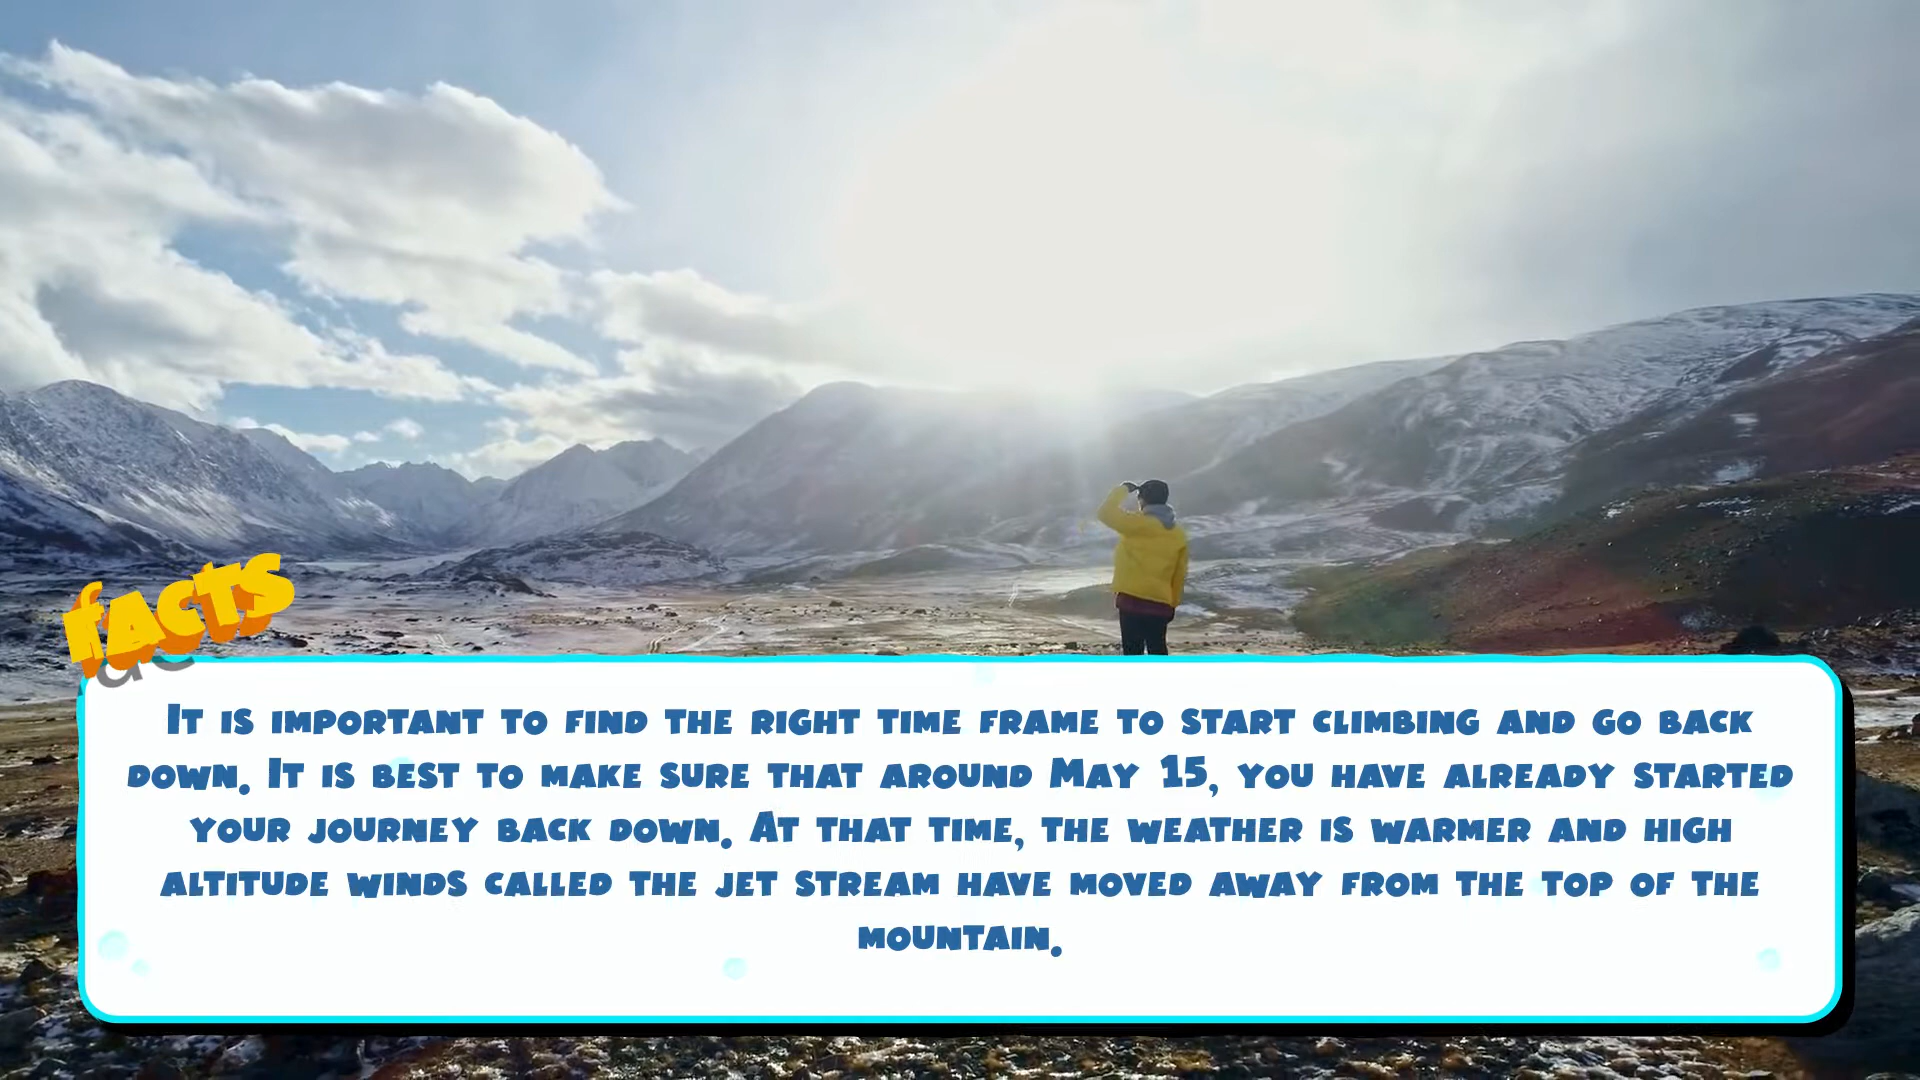 facts
It is important to find the right time frame to start climbing and go back
down. It is best to make sure that around May 15, you have already started
your journey back down. At that time, the weather is warmer and high
altitude winds called the jet stream have moved away from the top of the
mountain.